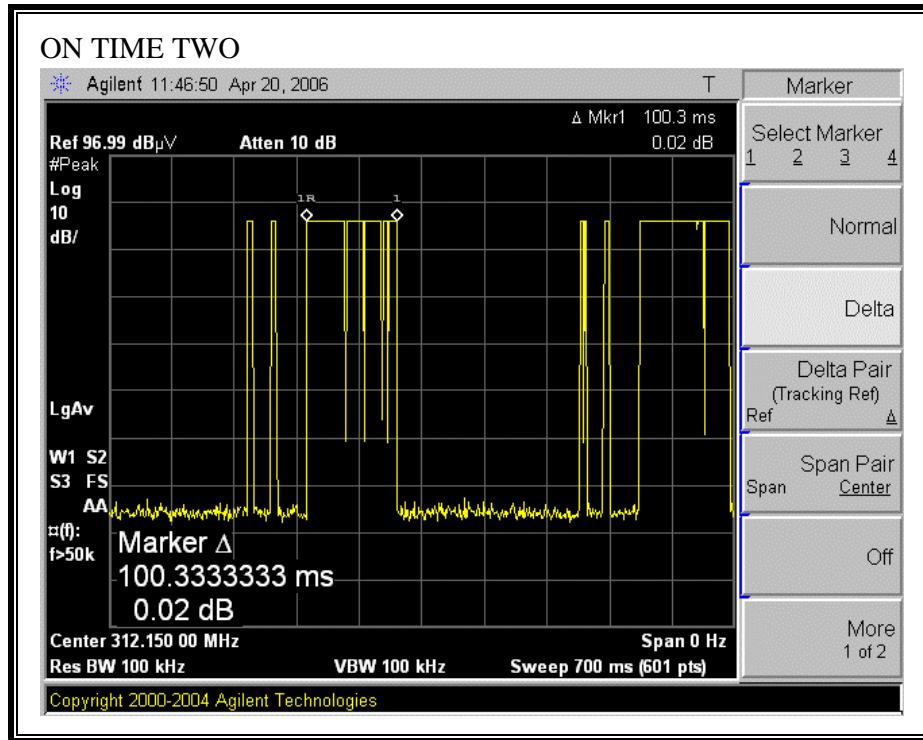 ON TIME TWO
Agilent 11:46:50 Apr 20, 2006 T
Δ Mkr1 100.3 ms
Ref 96.99 dBµV Atten 10 dB 0.02 dB
#Peak
Log
10
dB/
1R 1
LgAv
W1 S2
S3 FS
AA
¤(f):
f>50k
Marker Δ
100.3333333 ms
0.02 dB
Center 312.150 00 MHz Span 0 Hz
Res BW 100 kHz VBW 100 kHz Sweep 700 ms (601 pts)
Copyright 2000-2004 Agilent Technologies
Marker
Select Marker
1 2 3 4
Normal
Delta
Delta Pair
(Tracking Ref)
Ref Δ
Span Pair
Span Center
Off
More
1 of 2